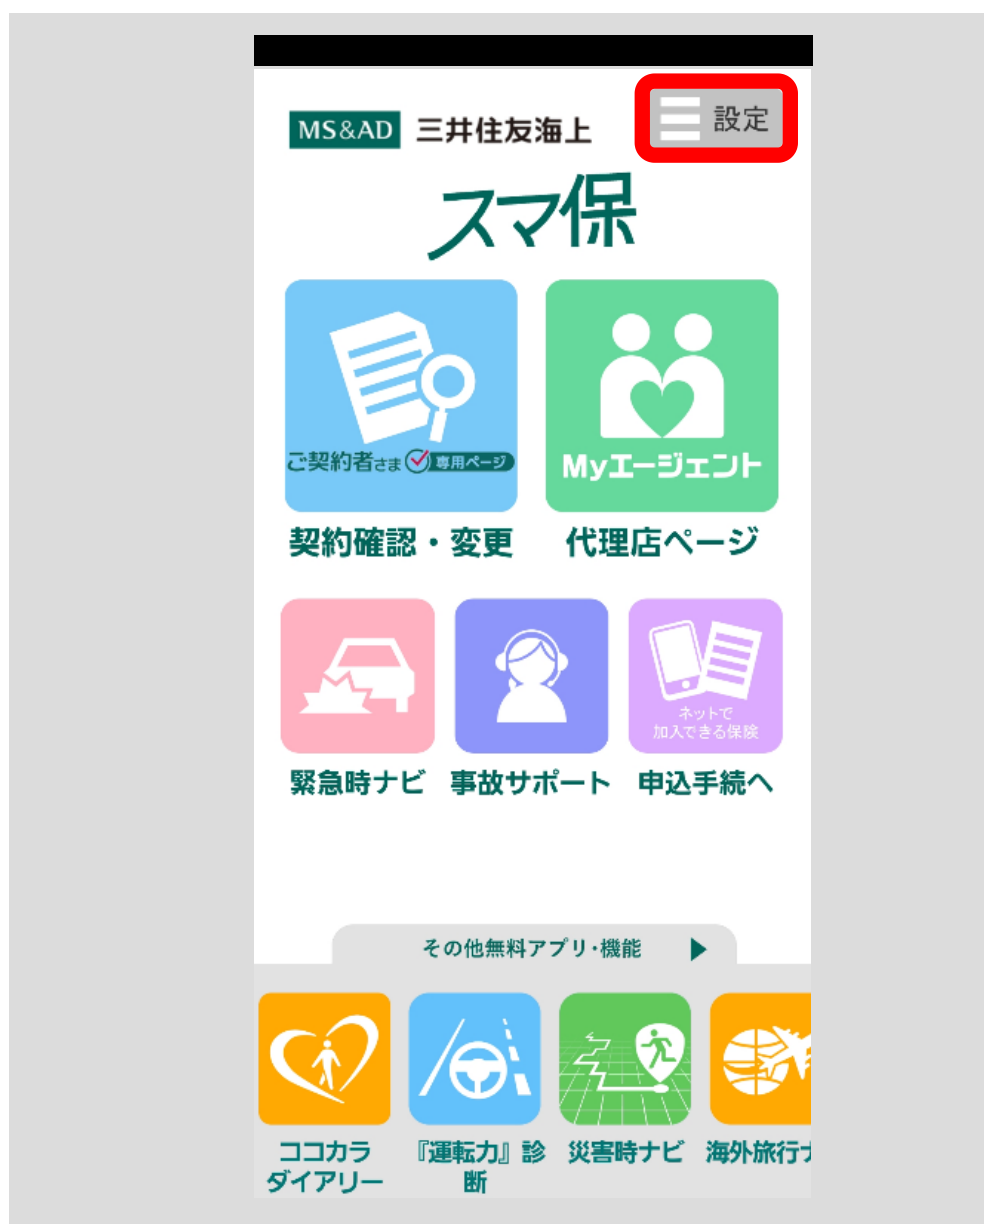 MS&AD 三井住友海上
設定
スマ保
ご契約者さま 専用ページ
Myエージェント
契約確認・変更
代理店ページ
ネットで
加入できる保険
緊急時ナビ
事故サポート
申込手続へ
その他無料アプリ・機能
ココカラ
ダイアリー
『運転力』診
断
災害時ナビ
海外旅行ナ